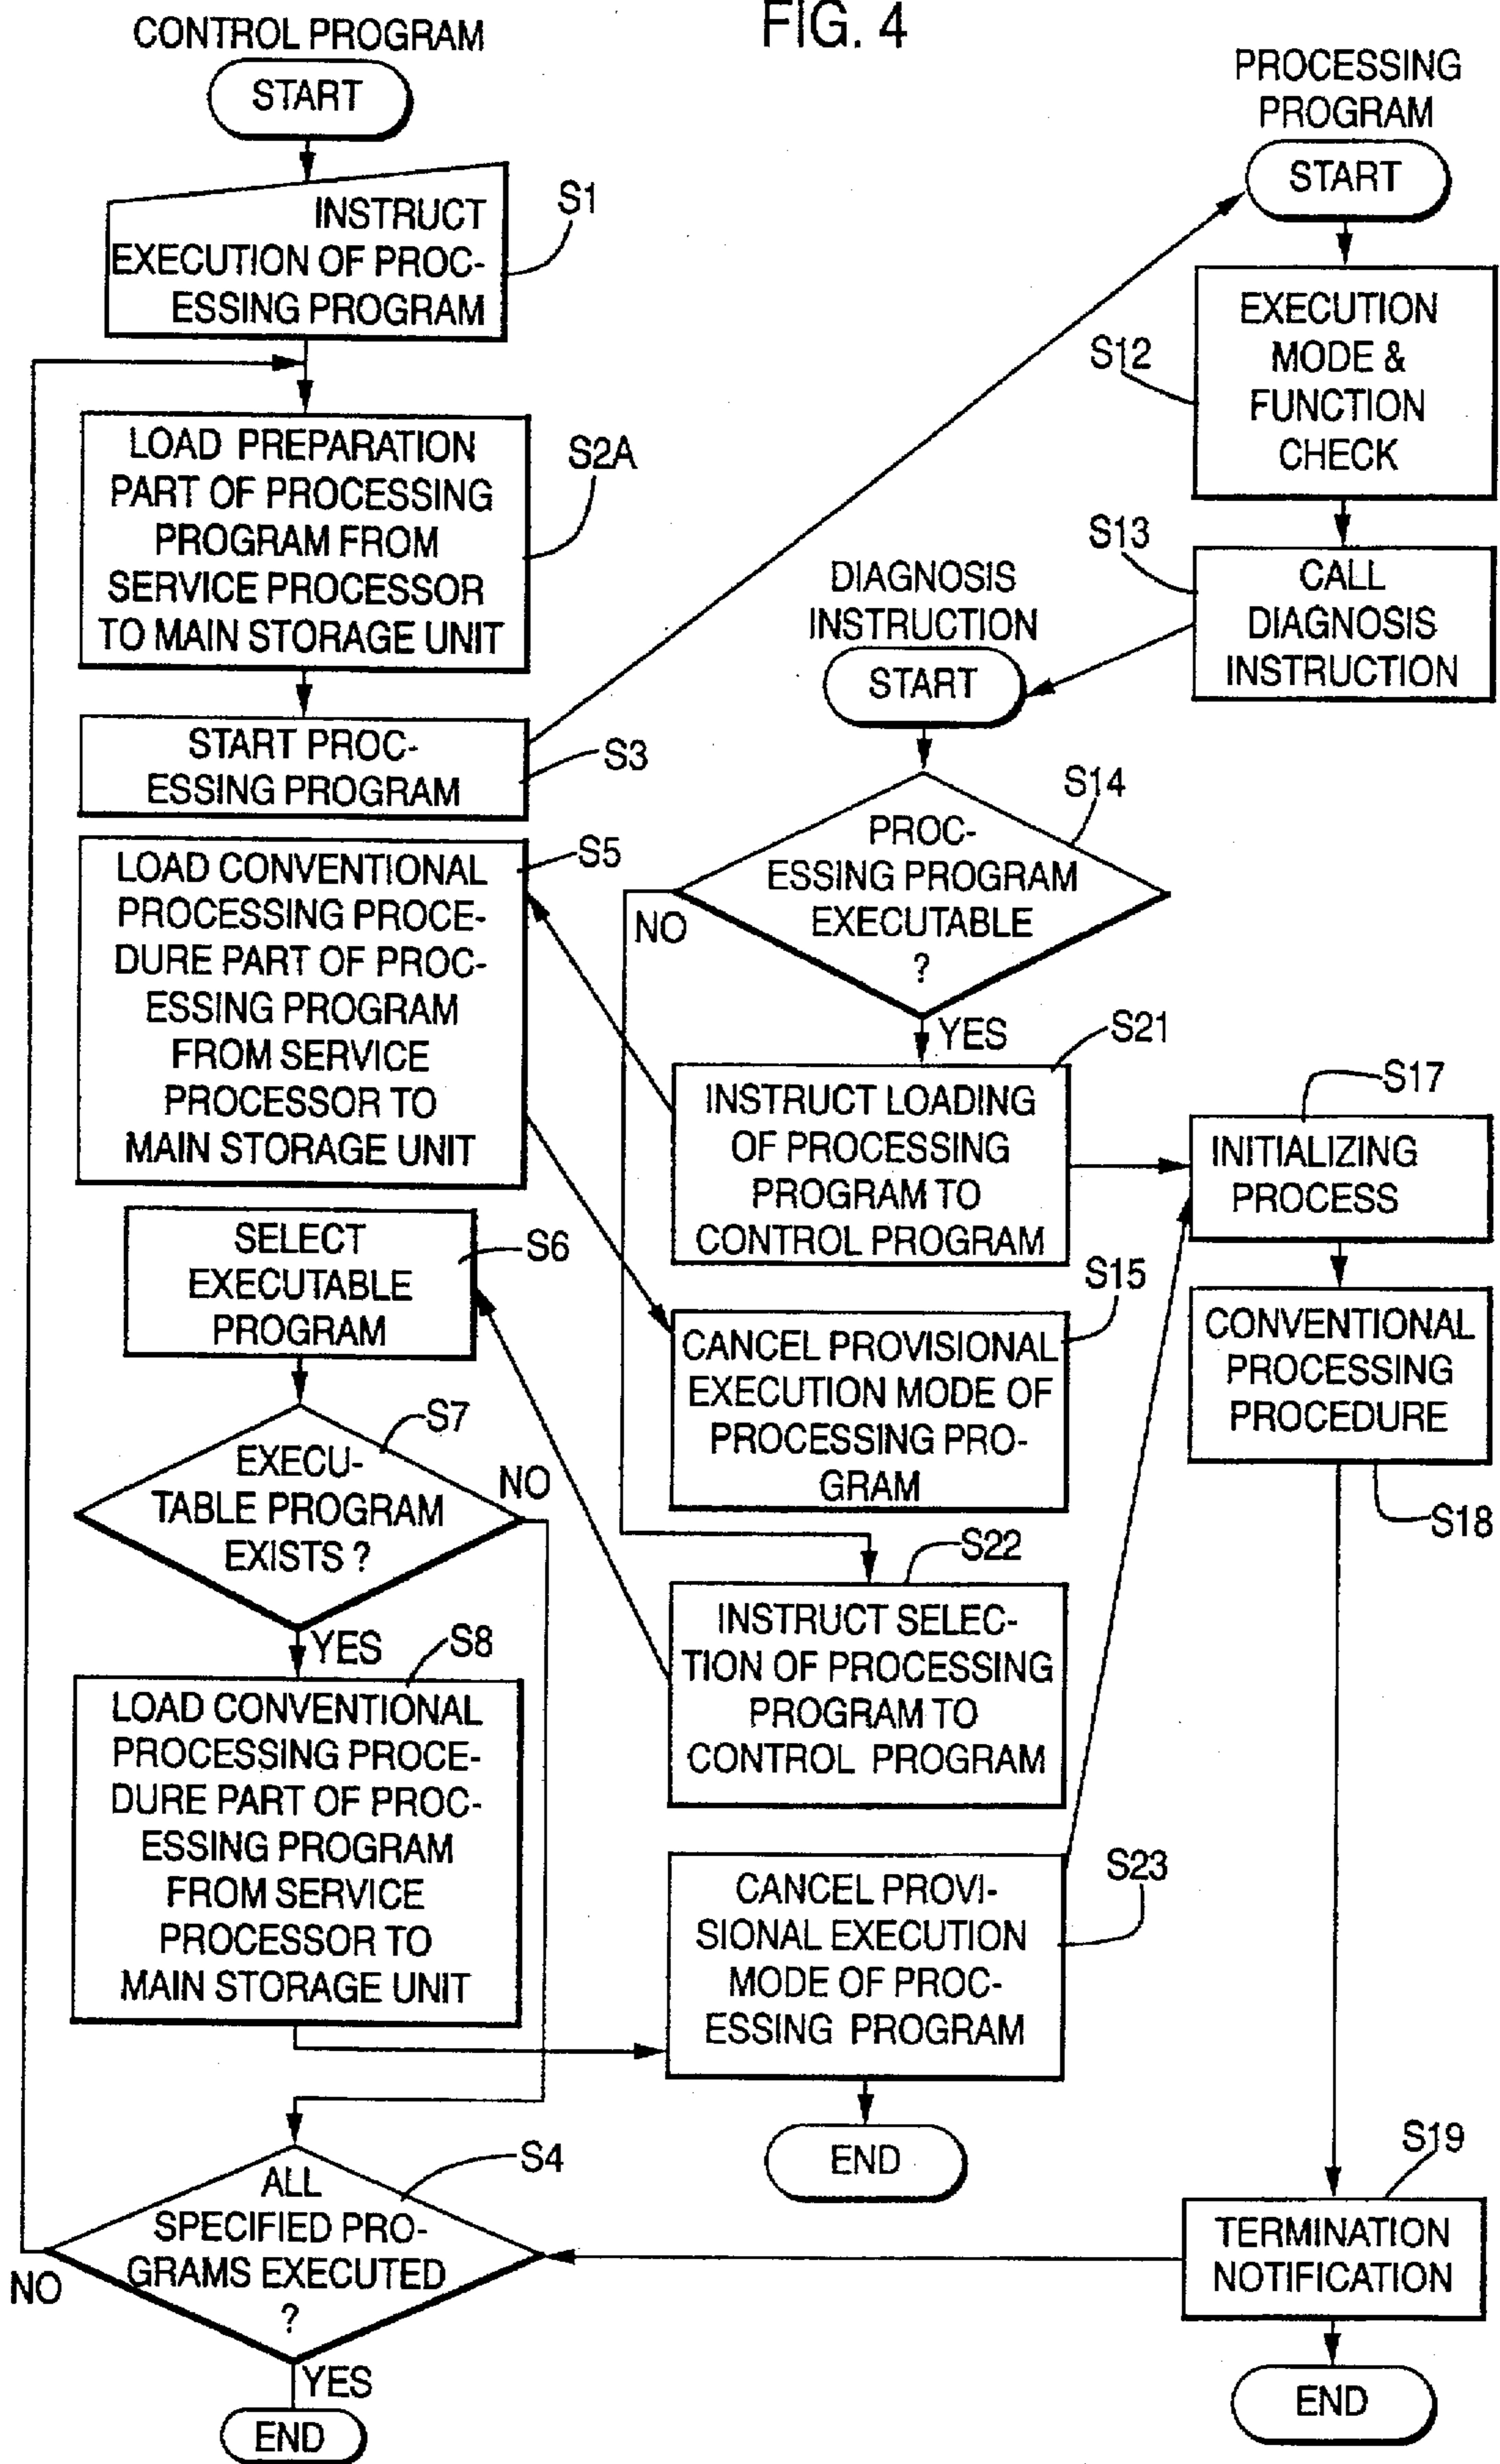 FIG. 4
CONTROL PROGRAM
START
INSTRUCT
EXECUTION OF PROC-
ESSING PROGRAM
S1
LOAD PREPARATION
PART OF PROCESSING
PROGRAM FROM
SERVICE PROCESSOR
TO MAIN STORAGE UNIT
S2A
START PROC-
ESSING PROGRAM
S3
LOAD CONVENTIONAL
PROCESSING PROCE-
DURE PART OF PROC-
ESSING PROGRAM
FROM SERVICE
PROCESSOR TO
MAIN STORAGE UNIT
S5
SELECT
EXECUTABLE
PROGRAM
S6
EXECU-
TABLE PROGRAM
EXISTS ?
S7
NO
YES
S8
LOAD CONVENTIONAL
PROCESSING PROCE-
DURE PART OF PROC-
ESSING PROGRAM
FROM SERVICE
PROCESSOR TO
MAIN STORAGE UNIT
ALL
SPECIFIED PRO-
GRAMS EXECUTED
?
S4
NO
YES
END
DIAGNOSIS
INSTRUCTION
START
PROC-
ESSING PROGRAM
EXECUTABLE
?
S14
NO
YES
S21
INSTRUCT LOADING
OF PROCESSING
PROGRAM TO
CONTROL PROGRAM
S15
CANCEL PROVISIONAL
EXECUTION MODE OF
PROCESSING PRO-
GRAM
S22
INSTRUCT SELEC-
TION OF PROCESSING
PROGRAM TO
CONTROL PROGRAM
S23
CANCEL PROVI-
SIONAL EXECUTION
MODE OF PROC-
ESSING PROGRAM
END
PROCESSING
PROGRAM
START
EXECUTION
MODE &
FUNCTION
CHECK
S12
S13
CALL
DIAGNOSIS
INSTRUCTION
S17
INITIALIZING
PROCESS
CONVENTIONAL
PROCESSING
PROCEDURE
S18
S19
TERMINATION
NOTIFICATION
END